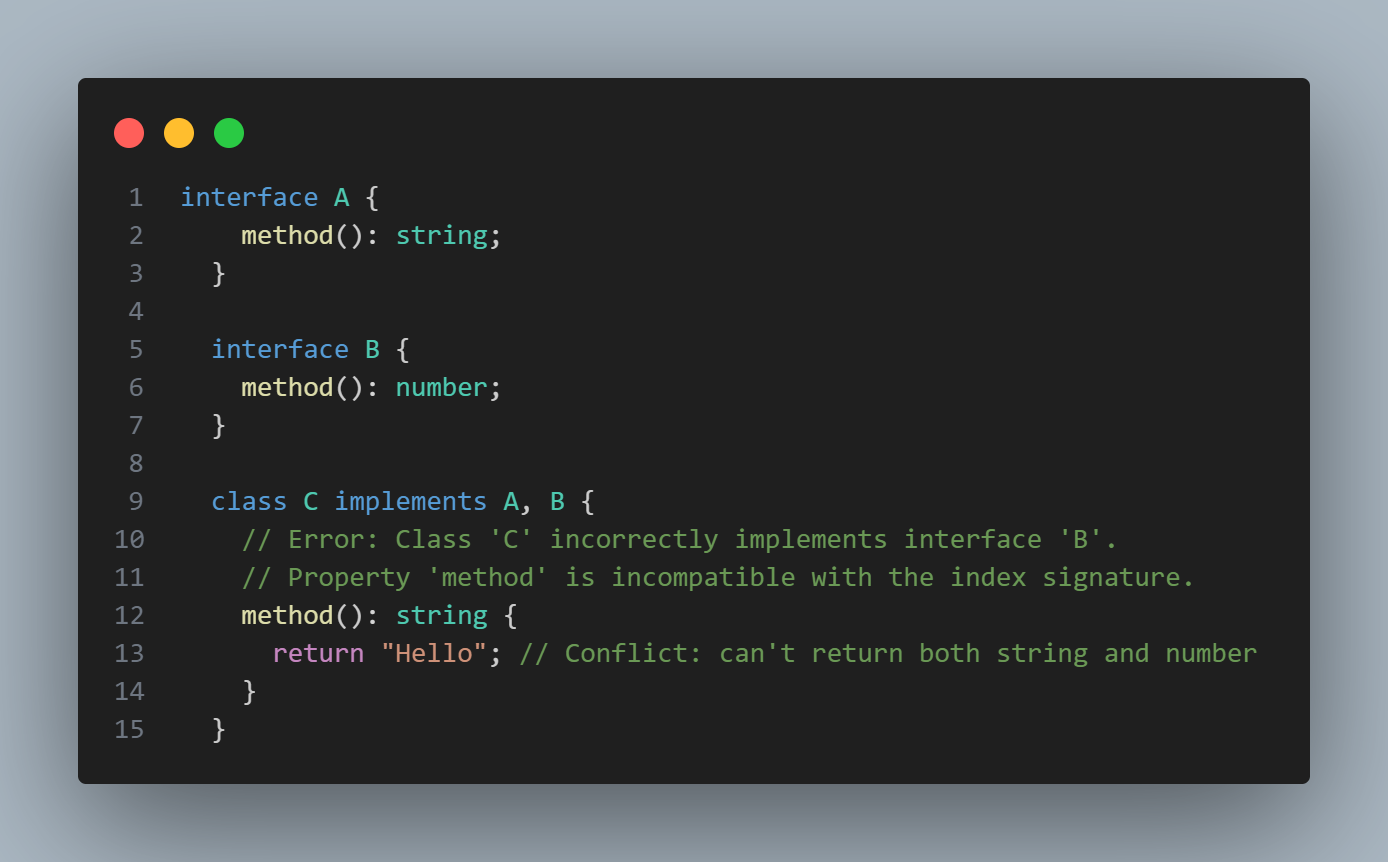 1 interface A {
2 method(): string;
3 }
4
5 interface B {
6 method(): number;
7 }
8
9 class C implements A, B {
10 // Error: Class 'C' incorrectly implements interface 'B'.
11 // Property 'method' is incompatible with the index signature.
12 method(): string {
13 return "Hello"; // Conflict: can't return both string and number
14 }
15 }